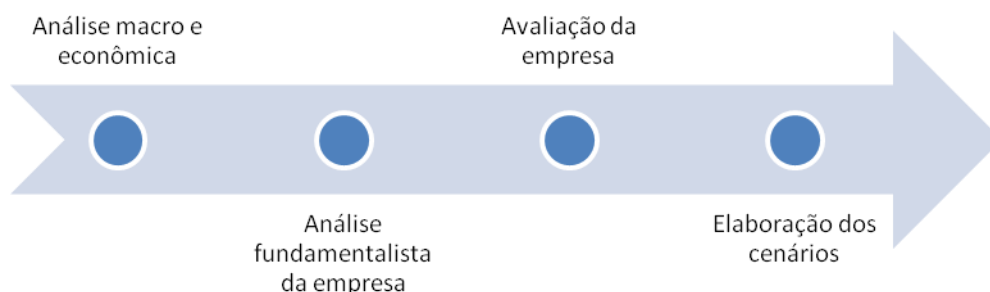 Análise macro e
econômica
Análise
fundamentalista
da empresa
Avaliação da
empresa
Elaboração dos
cenários